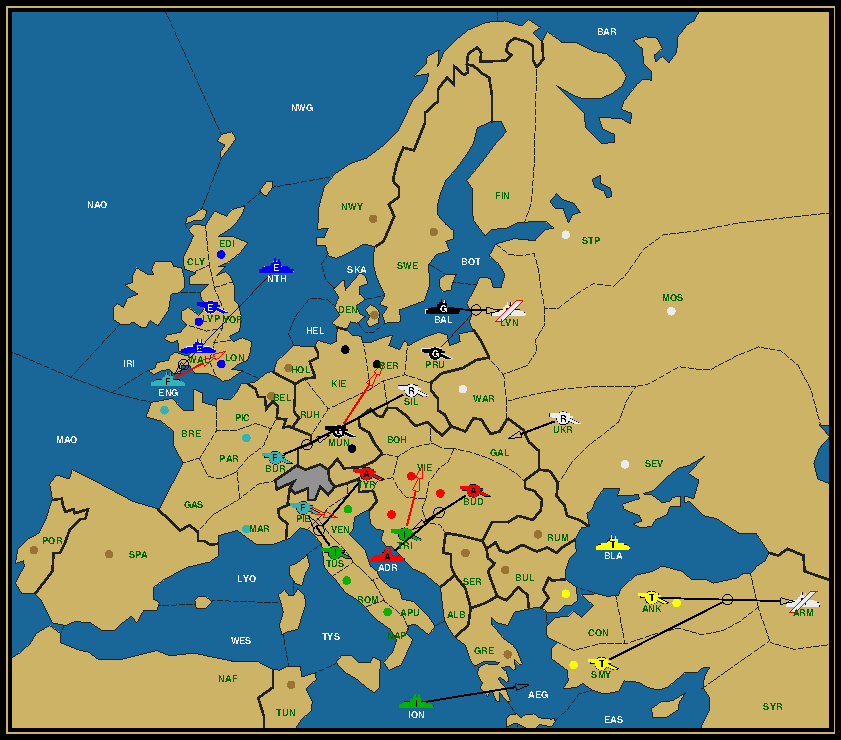 BAR
NWG
NAO
FIN
NWY
STP
EDI
CLY
SWE
BOT
SKA
E
NTH
MOS
E
LVP
YOR
DEN
G
BAL
LVN
HEL
E
WAL
LON
IRI
G
PRU
BER
HOL
KIE
F
ENG
R
SIL
WAR
BEL
RUH
PIC
BRE
R
UKR
MAO
G
MUN
BOH
PAR
F
BUR
GAL
SEV
VIE
A
TYR
A
BUD
GAS
F
PIE
MAR
VEN
T
TRI
RUM
POR
SPA
T
BLA
I
TUS
A
ADR
LYO
SER
BUL
ROM
APU
ALB
NAP
T
ANK
ARM
CON
WES
TYS
GRE
T
SMY
NAF
TUN
I
ION
AEG
EAS
SYR